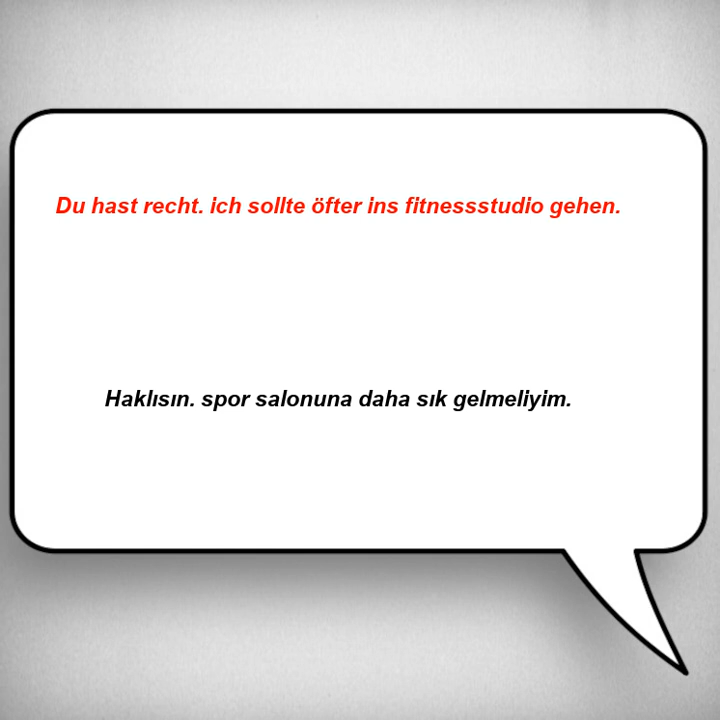 Du hast recht. ich sollte öfter ins fitnessstudio gehen.
Haklısın. spor salonuna daha sık gelmeliyim.